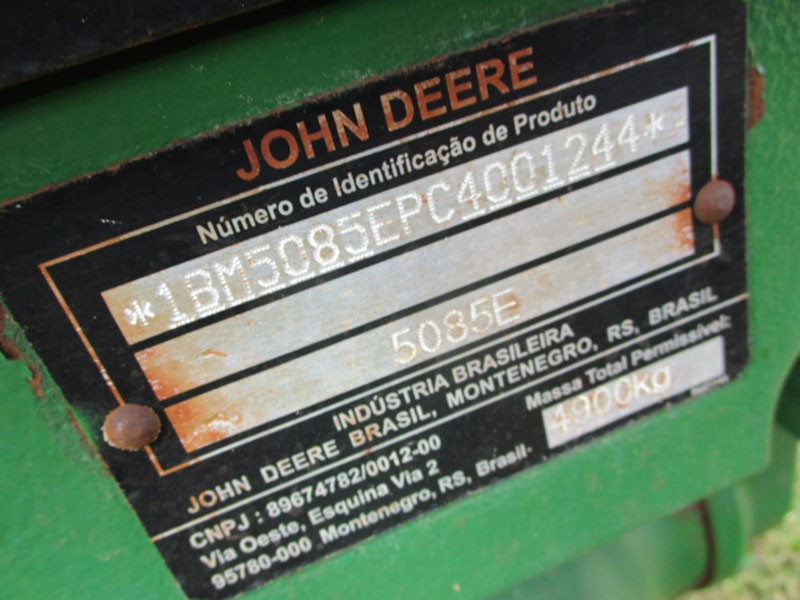 JOHN DEERE
Número de Identificação de Produto
*1BM5085EPC4001244*
5085E
INDÚSTRIA BRASILEIRA
JOHN DEERE BRASIL, MONTENEGRO, RS, BRASIL
CNPJ : 89674782/0012-00
Via Oeste, Esquina Via 2
95780-000 Montenegro, RS, Brasil-
Massa Total Permissível:
4900Kg